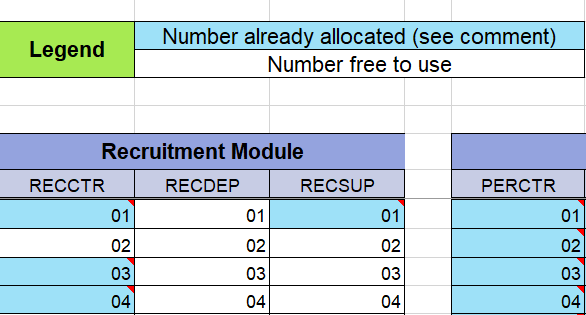 Legend
Number already allocated (see comment)
Number free to use
Recruitment Module
RECCTR RECDEP RECSUP PERCTR
01 01 01 01
02 02 02 02
03 03 03 03
04 04 04 04